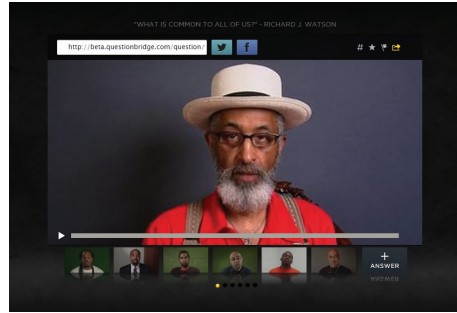 "WHAT IS COMMON TO ALL OF US?" - RICHARD J. WATSON
http://beta.questionbridge.com/question/
+
ANSWER